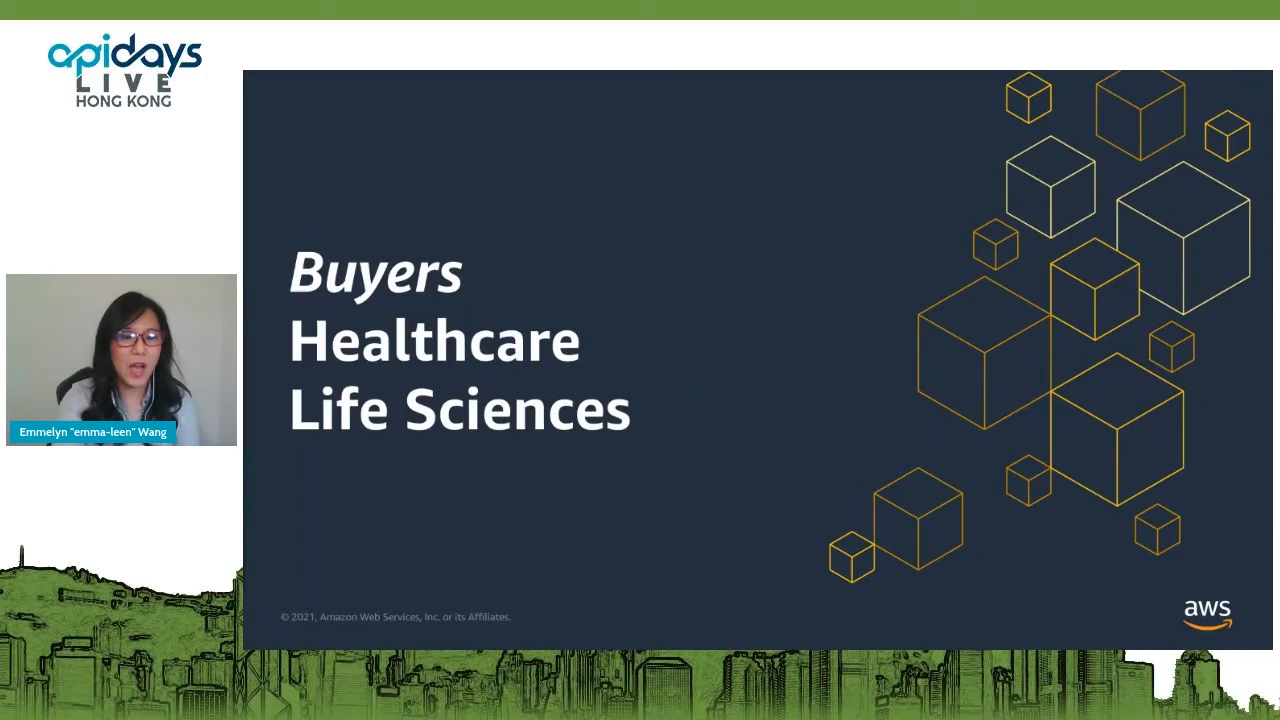 apidays
LIVE
HONG KONG
Buyers
Healthcare
Life Sciences
Emmelyn "emma-leen" Wang
© 2021, Amazon Web Services, Inc. or its Affiliates.
aws